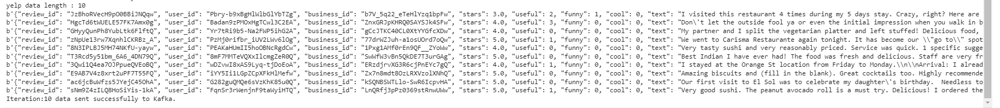 yelp data length : 10
b'{"review_id": "JzBhoRVecH9pO0BBiJNQqw", "user_id": "Pbry-b9xBgHlWlbGlYbTZg", "business_id": "b7V_5q22_eTeHlYzq1bpFw", "stars": 3.0, "useful": 2, "funny": 1, "cool": 0, "text": "I visited this restaurant 4 times during my 5 days stay. Crazy, right? Here are
b'{"review_id": "HgcTd6tWUELE57FK7Amx0g", "user_id": "Badan9zPMOxHgTCwl3C2EA", "business_id": "ZnxGRJpKHRQ0SAYSJk4SFw", "stars": 4.0, "useful": 3, "funny": 0, "cool": 0, "text": "Don\'t let the outside fool ya or even the initial impression when you walk in b
b'{"review_id": "GHyyQunPh8YubLtk6FlftQ", "user_id": "Yr7tRi9b5-Na2FWP5ihG2A", "business_id": "gCcJTKC40CL0XtYYGfcXDw", "stars": 4.0, "useful": 0, "funny": 0, "cool": 0, "text": "My partner and I split the vegetarian platter and left stuffed! Delicious food,
b'{"review_id": "zNpUe13rw7XqnhlCKRBz_A", "user_id": "PzMj0rifbr_iUV2LWv6lOg", "business_id": "77drWZJuh-a1osUOrd7oQw", "stars": 5.0, "useful": 1, "funny": 0, "cool": 0, "text": "We went to Carisma Restaurante again tonight. It has become our \\"go to\\" spot
b'{"review_id": "8N3IPLBJ5MH74NKfU-yayw", "user_id": "PEAKaHUmII5hoOBNcRgdCw", "business_id": "1Pxg1AMf0rEn9QF__ZYoWw", "stars": 4.0, "useful": 0, "funny": 0, "cool": 0, "text": "Very tasty sushi and very reasonably priced. Service was quick. 1 specific sugge
b'{"review_id": "T3Rcd5y51bm_6A6_4DN79Q", "user_id": "8mF7MMTeVQXxIlcmgZeR0Q", "business_id": "SwWfW3vBn5QkDE7T3urGAg", "stars": 5.0, "useful": 0, "funny": 0, "cool": 0, "text": "Best Indian I have ever had! The food was fresh and delicious. Staff are very fr
b'{"review_id": "3Qwi1Q4ea7OJPpueQVEoBQ", "user_id": "wDZvwI8xAS9Lyq-tjDoEoA", "business_id": "ERzdjrvXG3R6cjPnEYc7gQ", "stars": 4.0, "useful": 1, "funny": 0, "cool": 0, "text": "I stayed at the Orange St location from Friday to Monday.\\n\\nArrival: I alread
b'{"review_id": "E9AB7V4z8xrt2uPF7T55FQ", "user_id": "iYY5Ii1LGpZCpXFkHlMefw", "business_id": "Zx7n8mdt8OzLRXVzolXNhQ", "stars": 5.0, "useful": 0, "funny": 0, "cool": 0, "text": "Amazing biscuits and (fill in the blank). Great cocktails too. Highly recommende
b'{"review_id": "ac6jcBuWfzs5JYejC45OhA", "user_id": "G282guQMQe6sVzKhK85u0Q", "business_id": "kSQNBSWTLlo-SwR6IcpvHA", "stars": 5.0, "useful": 0, "funny": 0, "cool": 0, "text": "Our first visit to El Sol was to celebrate my daughter\'s birthday.  Needless to
b'{"review_id": "sNm9Z4zILQ8HoSiYis-1kA", "user_id": "FqnSr3rWenjnF9taWyiHTQ", "business_id": "LnQRfj3pPz0369stRnwUWw", "stars": 5.0, "useful": 1, "funny": 0, "cool": 0, "text": "Very good sushi. The peanut avocado roll is a must try. Delicious! I ordered the
Iteration:10 data sent successfully to Kafka.